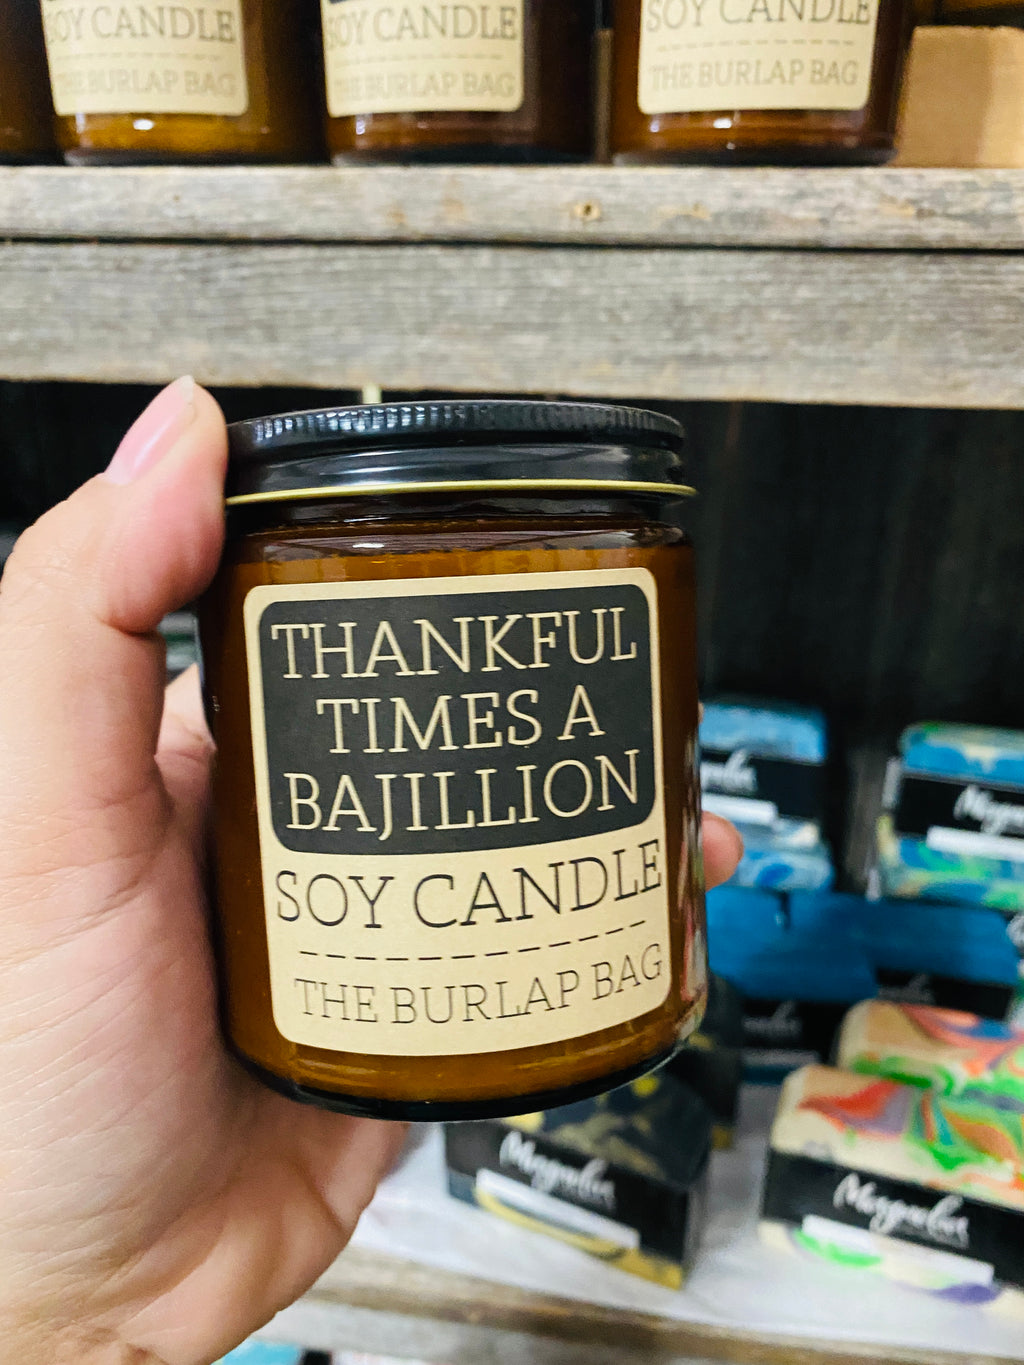 SOY CANDLE
THE BURLAP BAG
SOY CANDLE
THE BURLAP BAG
SOY CANDLE
THE BURLAP BAG
THANKFUL
TIMES A
BAJILLION
SOY CANDLE
THE BURLAP BAG
Magnolia
Magnolia